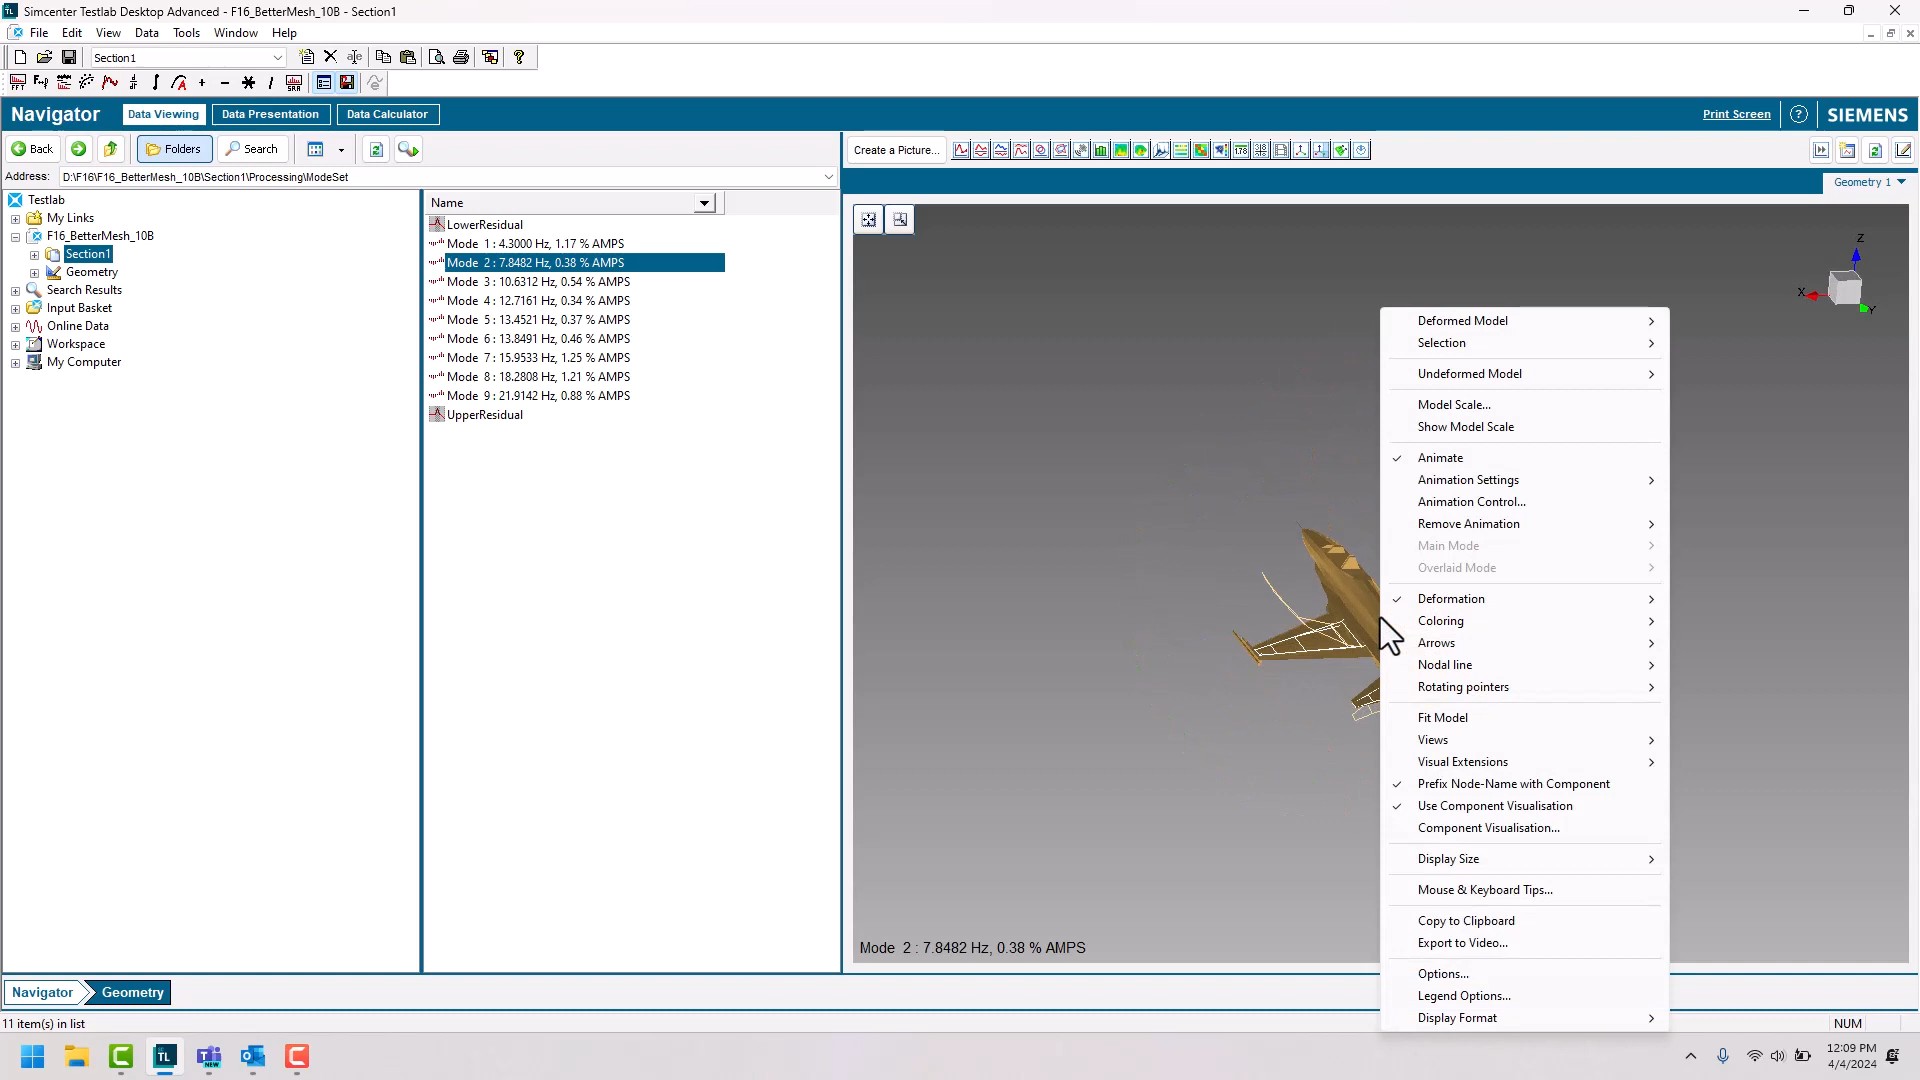 Simcenter Testlab Desktop Advanced - F16_BetterMesh_10B - Section1
File Edit View Data Tools Window Help
Section1
Navigator Data Viewing Data Presentation Data Calculator Print Screen SIEMENS
Back Folders Search Create a Picture...
Address: D:\F16\F16_BetterMesh_10B\Section1\Processing\ModeSet
Geometry 1
Testlab
My Links
F16_BetterMesh_10B
Section1
Geometry
Search Results
Input Basket
Online Data
Workspace
My Computer
Name
LowerResidual
Mode 1 : 4.3000 Hz, 1.17 % AMPS
Mode 2 : 7.8482 Hz, 0.38 % AMPS
Mode 3 : 10.6312 Hz, 0.54 % AMPS
Mode 4 : 12.7161 Hz, 0.34 % AMPS
Mode 5 : 13.4521 Hz, 0.37 % AMPS
Mode 6 : 13.8491 Hz, 0.46 % AMPS
Mode 7 : 15.9533 Hz, 1.25 % AMPS
Mode 8 : 18.2808 Hz, 1.21 % AMPS
Mode 9 : 21.9142 Hz, 0.88 % AMPS
UpperResidual
Z
X
Y
Deformed Model
Selection
Undeformed Model
Model Scale...
Show Model Scale
Animate
Animation Settings
Animation Control...
Remove Animation
Main Mode
Overlaid Mode
Deformation
Coloring
Arrows
Nodal line
Rotating pointers
Fit Model
Views
Visual Extensions
Prefix Node-Name with Component
Use Component Visualisation
Component Visualisation...
Display Size
Mouse & Keyboard Tips...
Copy to Clipboard
Export to Video...
Options...
Legend Options...
Display Format
Mode 2 : 7.8482 Hz, 0.38 % AMPS
Navigator Geometry
11 item(s) in list
NUM
12:09 PM
4/4/2024